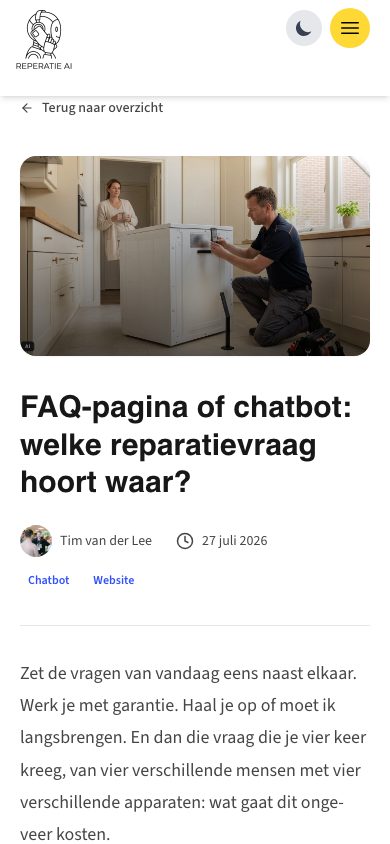 REPERATIE AI
Terug naar overzicht
AI
FAQ-pagina of chatbot:
welke reparatievraag
hoort waar?
Tim van der Lee
27 juli 2026
Chatbot
Website
Zet de vragen van vandaag eens naast elkaar.
Werk je met garantie. Haal je op of moet ik
langsbrengen. En dan die vraag die je vier keer
kreeg, van vier verschillende mensen met vier
verschillende apparaten: wat gaat dit onge-
veer kosten.